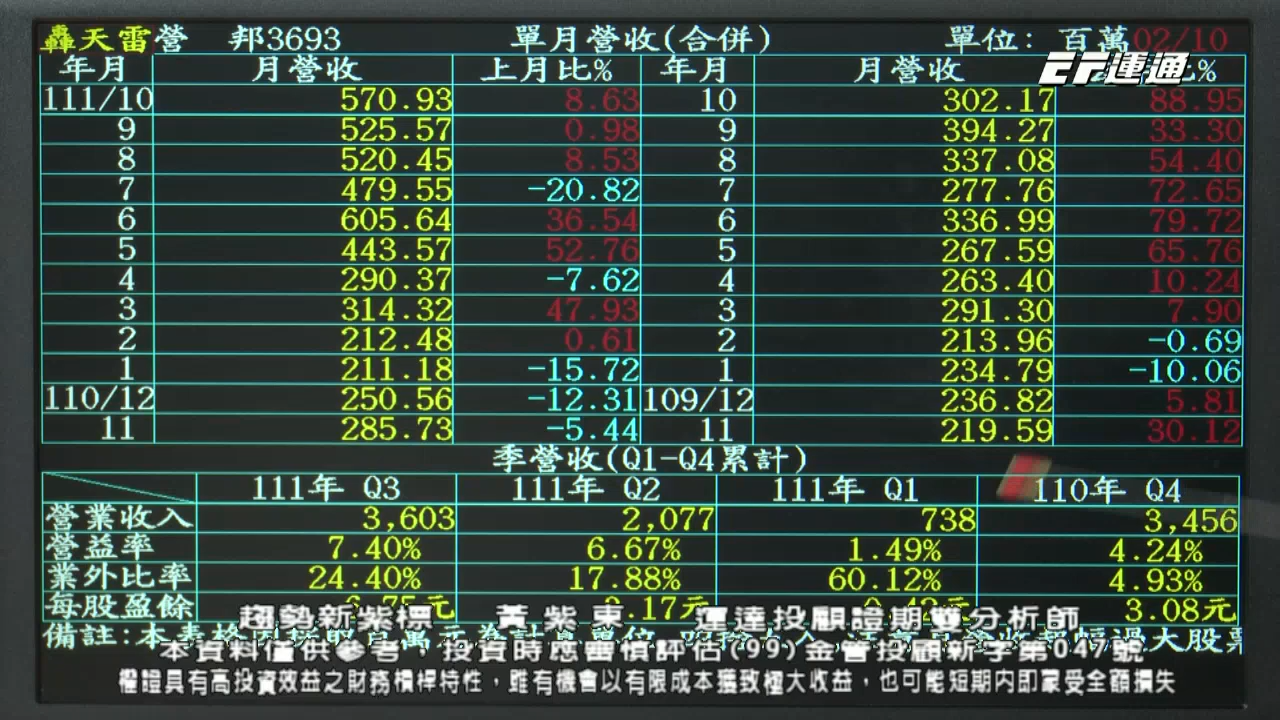 轟天雷營 邦3693 單月營收(合併) 單位: 百萬 02/10
EF運通
年月 月營收 上月比% 年月 月營收 %
111/10 570.93 8.63 10 302.17 88.95
9 525.57 0.98 9 394.27 33.30
8 520.45 8.53 8 337.08 54.40
7 479.55 -20.82 7 277.76 72.65
6 605.64 36.54 6 336.99 79.72
5 443.57 52.76 5 267.59 65.76
4 290.37 -7.62 4 263.40 10.24
3 314.32 47.93 3 291.30 7.90
2 212.48 0.61 2 213.96 -0.69
1 211.18 -15.72 1 234.79 -10.06
110/12 250.56 -12.31 109/12 236.82 5.81
11 285.73 -5.44 11 219.59 30.12
季營收(Q1-Q4累計)
111年 Q3 111年 Q2 111年 Q1 110年 Q4
營業收入 3,603 2,077 738 3,456
營益率 7.40% 6.67% 1.49% 4.24%
業外比率 24.40% 17.88% 60.12% 4.93%
每股盈餘 3.08元
趨勢新紫標 黃紫東 運達投顧證期雙分析師
備註:本表格
本資料僅供參考 投資時應審慎評估(99)金管投顧新字第047號
權證具有高投資效益之財務槓桿特性，雖有機會以有限成本獲致極大收益，也可能短期內即蒙受全額損失